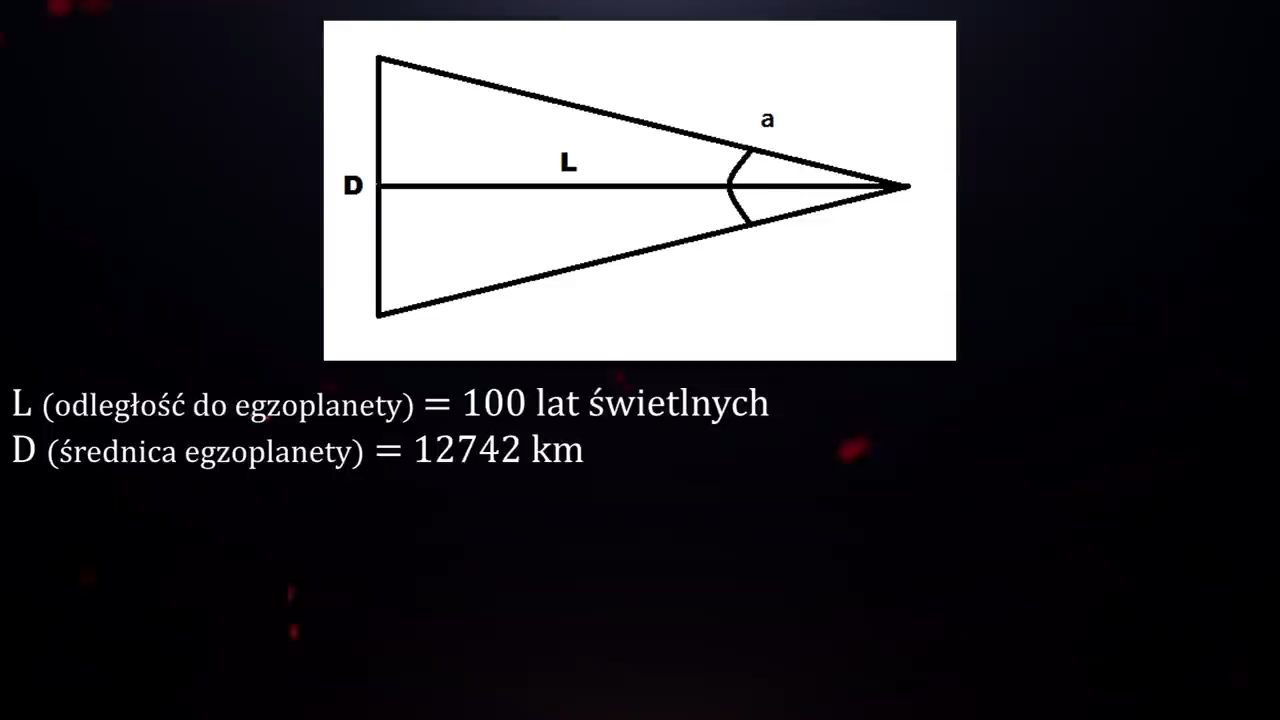 a
L
D
L (odległość do egzoplanety) = 100 lat świetlnych
D (średnica egzoplanety) = 12742 km